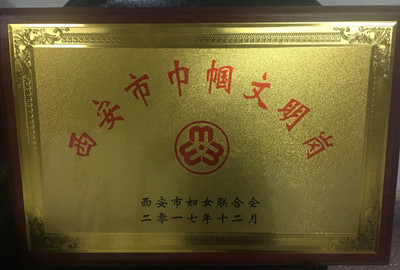 西安市巾帼文明岗
西安市妇女联合会
二零一七年十二月